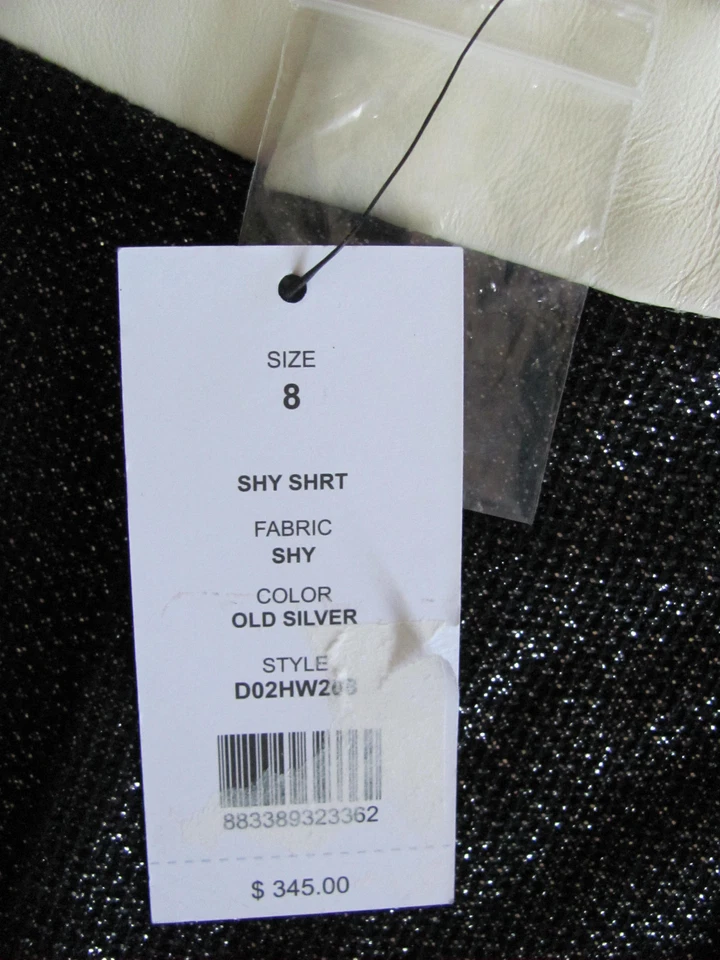 SIZE
8
SHY SHRT
FABRIC
SHY
COLOR
OLD SILVER
STYLE
883389323362
$ 345.00